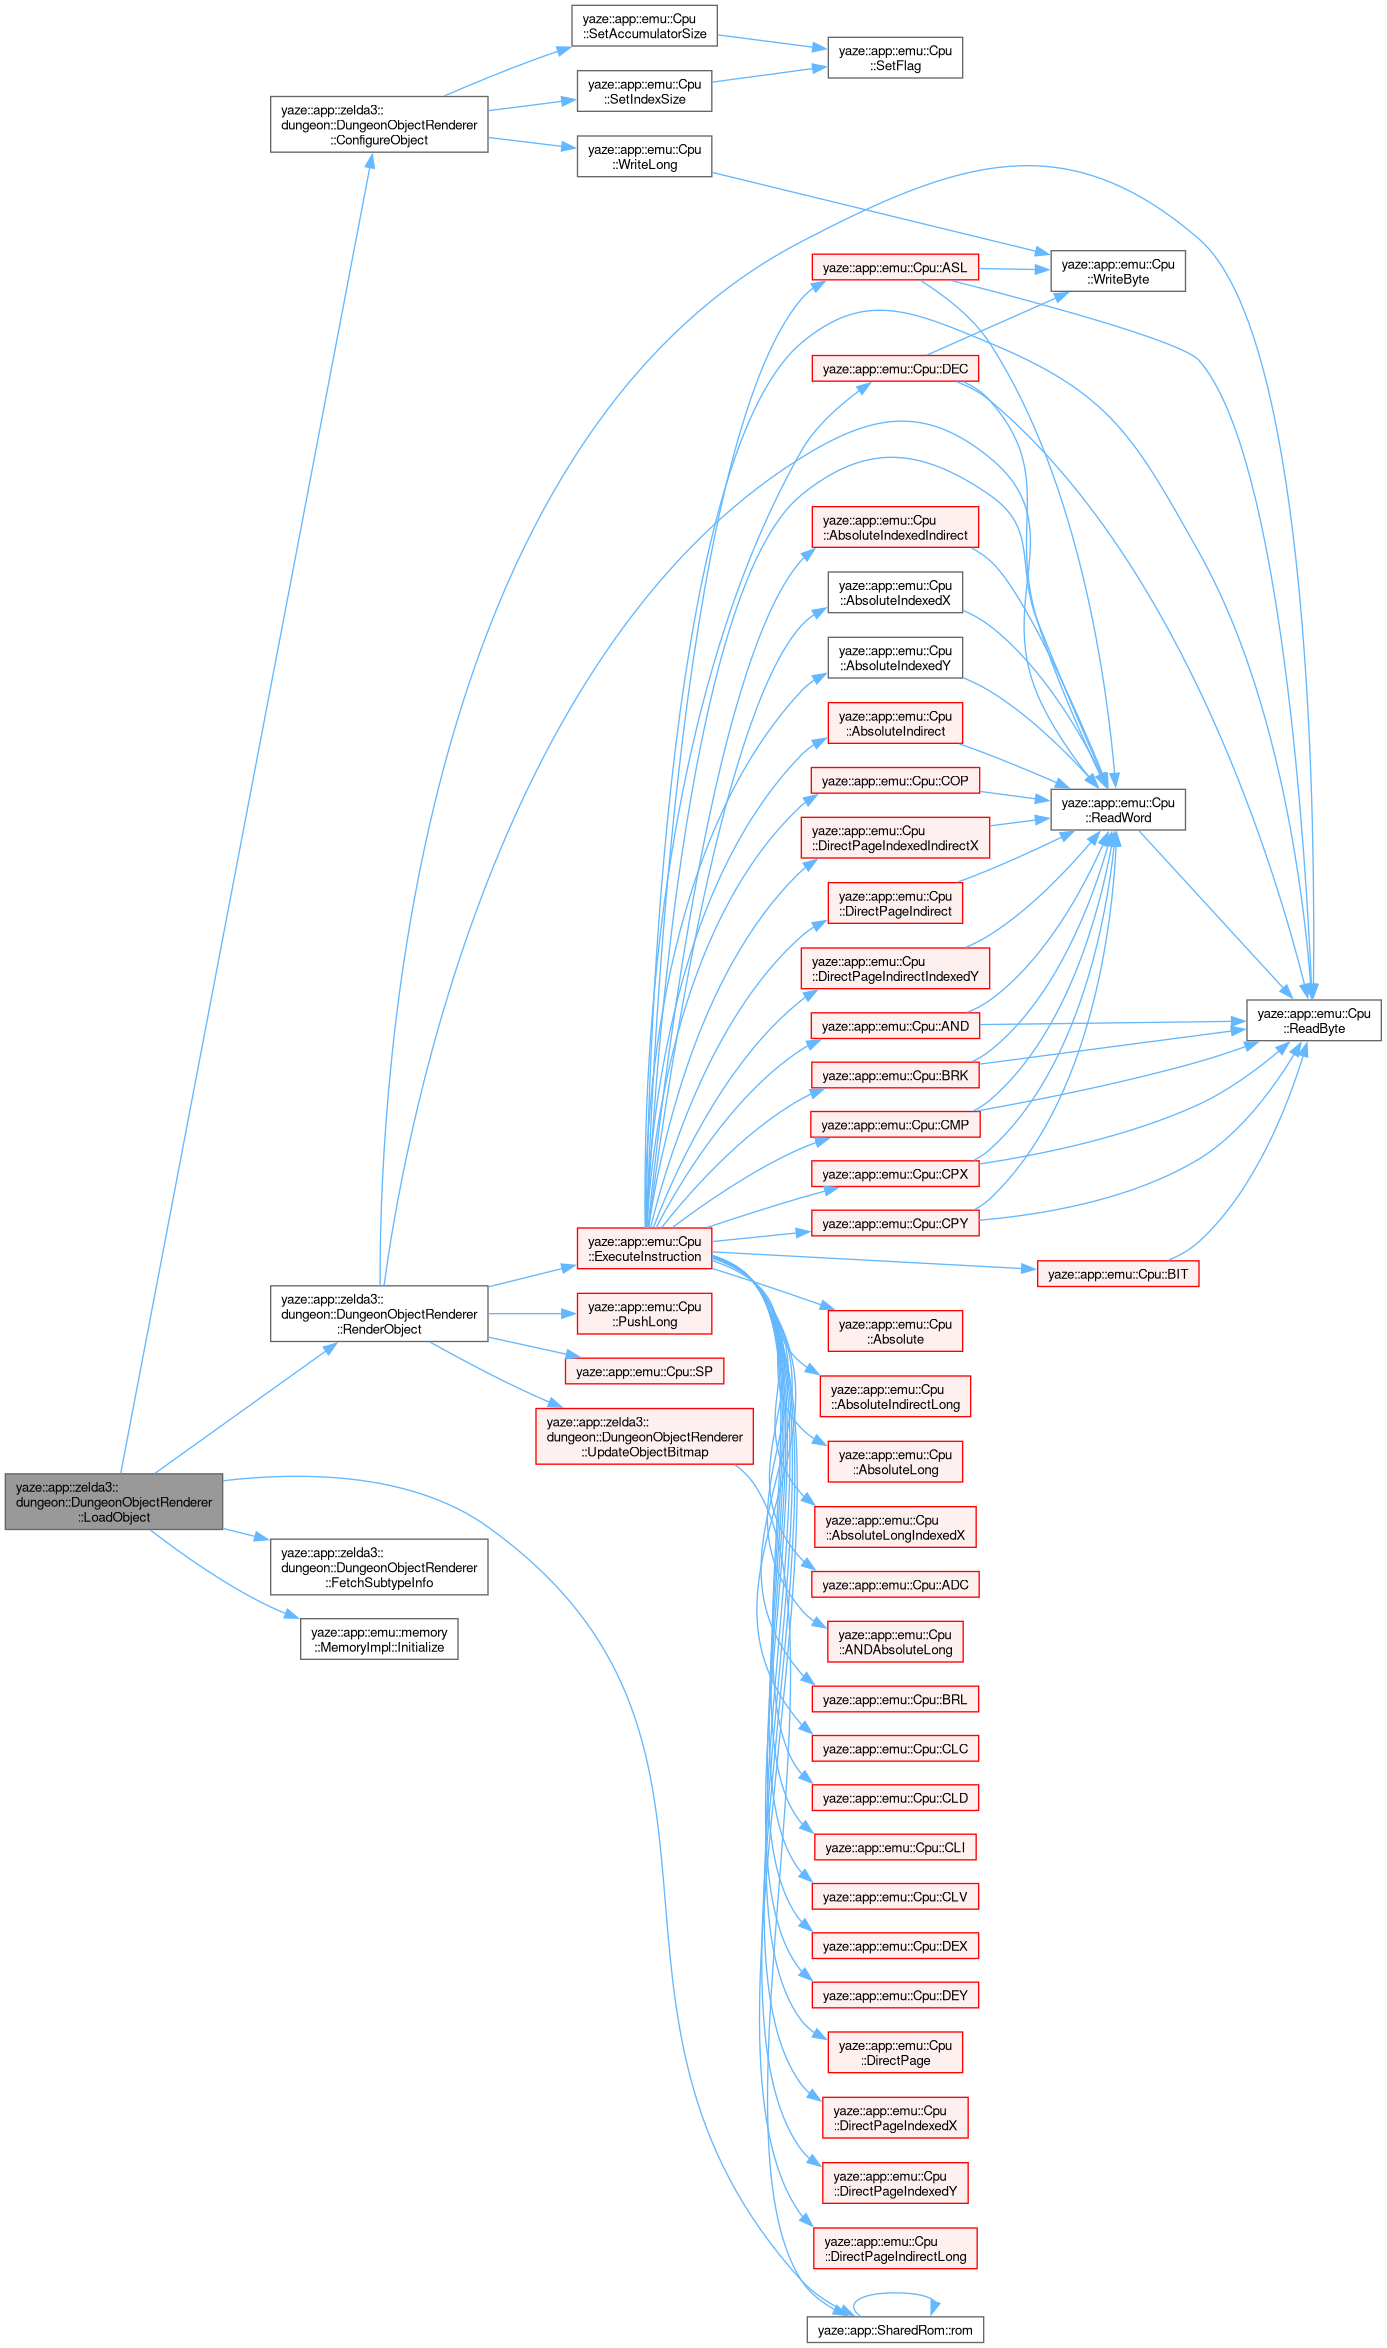 yaze::app::emu::Cpu
::SetAccumulatorSize
yaze::app::emu::Cpu
::SetFlag
yaze::app::emu::Cpu
::SetIndexSize
yaze::app::zelda3::
dungeon::DungeonObjectRenderer
::ConfigureObject
yaze::app::emu::Cpu
::WriteLong
yaze::app::emu::Cpu::ASL
yaze::app::emu::Cpu
::WriteByte
yaze::app::emu::Cpu::DEC
yaze::app::emu::Cpu
::AbsoluteIndexedIndirect
yaze::app::emu::Cpu
::AbsoluteIndexedX
yaze::app::emu::Cpu
::AbsoluteIndexedY
yaze::app::emu::Cpu
::AbsoluteIndirect
yaze::app::emu::Cpu::COP
yaze::app::emu::Cpu
::ReadWord
yaze::app::emu::Cpu
::DirectPageIndexedIndirectX
yaze::app::emu::Cpu
::DirectPageIndirect
yaze::app::emu::Cpu
::DirectPageIndirectIndexedY
yaze::app::emu::Cpu::AND
yaze::app::emu::Cpu
::ReadByte
yaze::app::emu::Cpu::BRK
yaze::app::emu::Cpu::CMP
yaze::app::emu::Cpu::CPX
yaze::app::emu::Cpu::CPY
yaze::app::emu::Cpu
::ExecuteInstruction
yaze::app::emu::Cpu::BIT
yaze::app::zelda3::
dungeon::DungeonObjectRenderer
::RenderObject
yaze::app::emu::Cpu
::PushLong
yaze::app::emu::Cpu
::Absolute
yaze::app::emu::Cpu::SP
yaze::app::emu::Cpu
::AbsoluteIndirectLong
yaze::app::zelda3::
dungeon::DungeonObjectRenderer
::UpdateObjectBitmap
yaze::app::emu::Cpu
::AbsoluteLong
yaze::app::zelda3::
dungeon::DungeonObjectRenderer
::LoadObject
yaze::app::emu::Cpu
::AbsoluteLongIndexedX
yaze::app::zelda3::
dungeon::DungeonObjectRenderer
::FetchSubtypeInfo
yaze::app::emu::Cpu::ADC
yaze::app::emu::memory
::MemoryImpl::Initialize
yaze::app::emu::Cpu
::ANDAbsoluteLong
yaze::app::emu::Cpu::BRL
yaze::app::emu::Cpu::CLC
yaze::app::emu::Cpu::CLD
yaze::app::emu::Cpu::CLI
yaze::app::emu::Cpu::CLV
yaze::app::emu::Cpu::DEX
yaze::app::emu::Cpu::DEY
yaze::app::emu::Cpu
::DirectPage
yaze::app::emu::Cpu
::DirectPageIndexedX
yaze::app::emu::Cpu
::DirectPageIndexedY
yaze::app::emu::Cpu
::DirectPageIndirectLong
yaze::app::SharedRom::rom